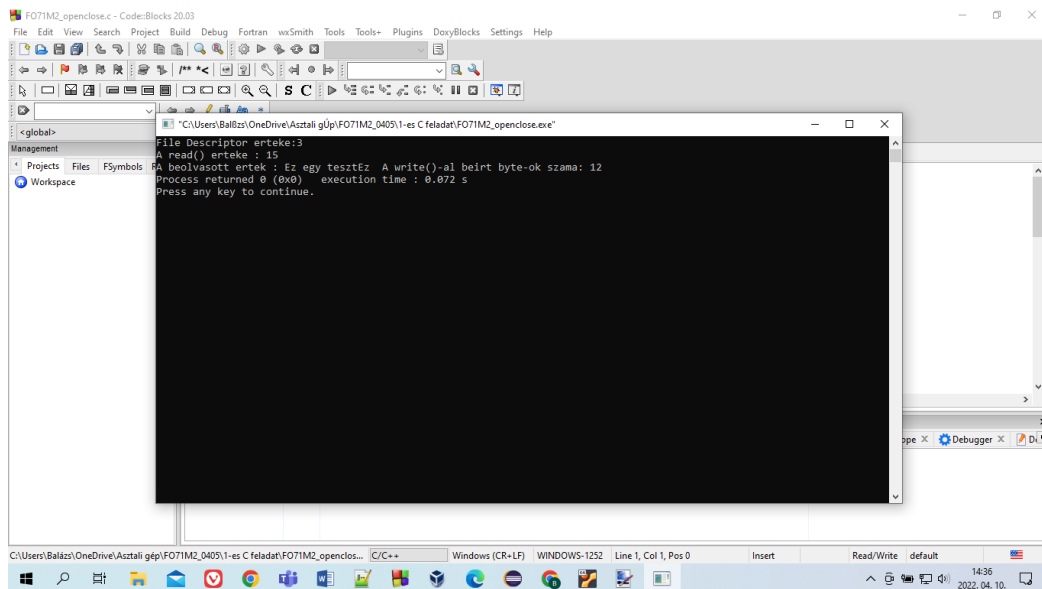 FO71M2_openclose.c - Code::Blocks 20.03
File Edit View Search Project Build Debug Fortran wxSmith Tools Tools+ Plugins DoxyBlocks Settings Help
/** *<
S C
<global>
"C:\Users\Balßzs\OneDrive\Asztali gÚp\FO71M2_0405\1-es C feladat\FO71M2_openclose.exe"
Management
Projects Files FSymbols
Workspace
File Descriptor erteke:3
A read() erteke : 15
A beolvasott ertek : Ez egy tesztEz  A write()-al beirt byte-ok szama: 12
Process returned 0 (0x0)   execution time : 0.072 s
Press any key to continue.
Debugger
C:\Users\Balázs\OneDrive\Asztali gép\FO71M2_0405\1-es C feladat\FO71M2_openclos... C/C++ Windows (CR+LF) WINDOWS-1252 Line 1, Col 1, Pos 0 Insert Read/Write default
14:36
2022. 04. 10.